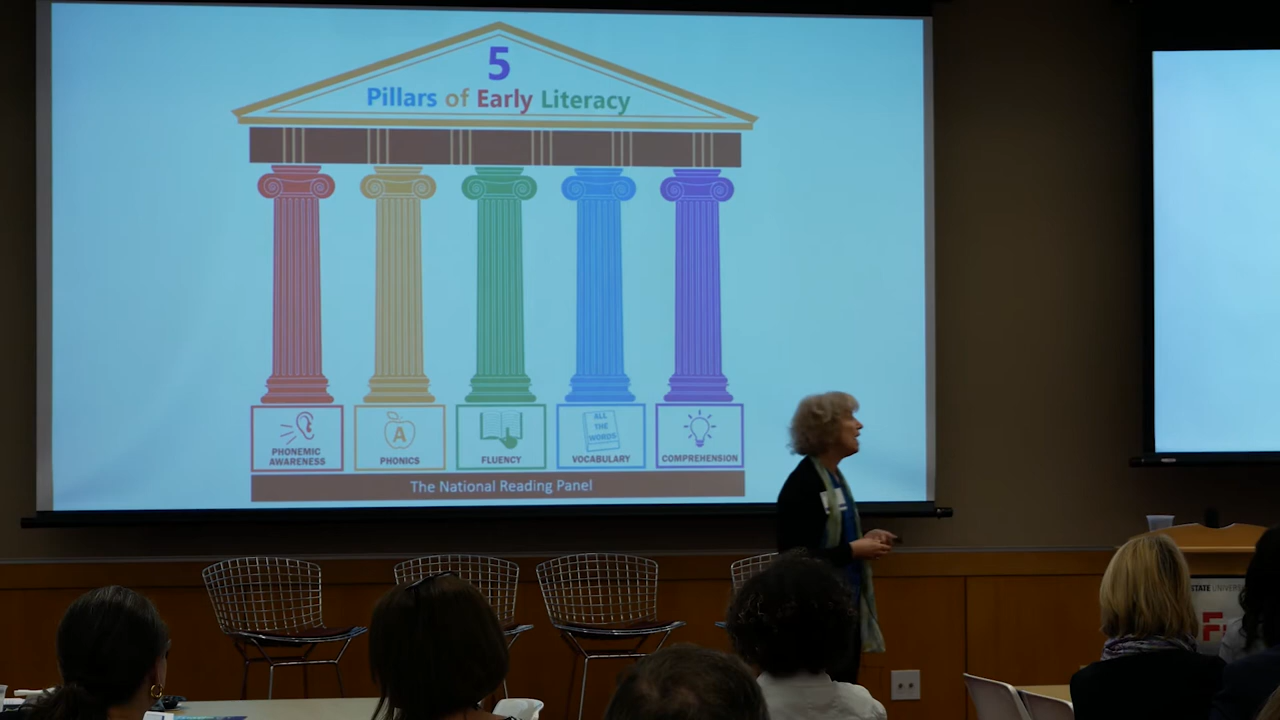 5
Pillars of Early Literacy
PHONEMIC
AWARENESS
A
PHONICS
FLUENCY
ALL
THE
WORDS
VOCABULARY
COMPREHENSION
The National Reading Panel